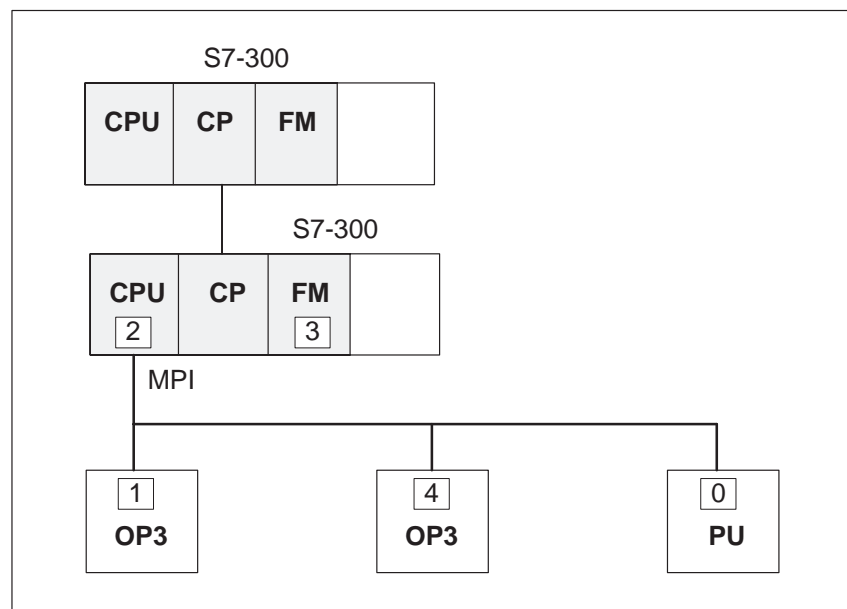 S7-300
CPU CP FM
S7-300
CPU CP FM
2 3
MPI
1 4 0
OP3 OP3 PU